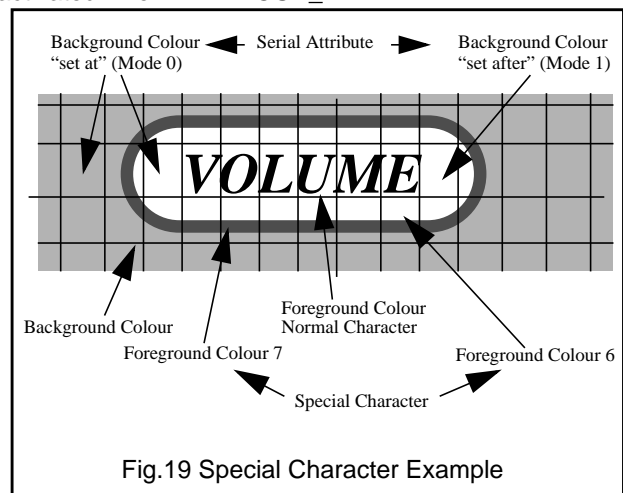 Background Colour
“set at” (Mode 0)
Serial Attribute
Background Colour
“set after” (Mode 1)
VOLUME
Background Colour
Foreground Colour 7
Foreground Colour
Normal Character
Foreground Colour 6
Special Character
Fig.19 Special Character Example